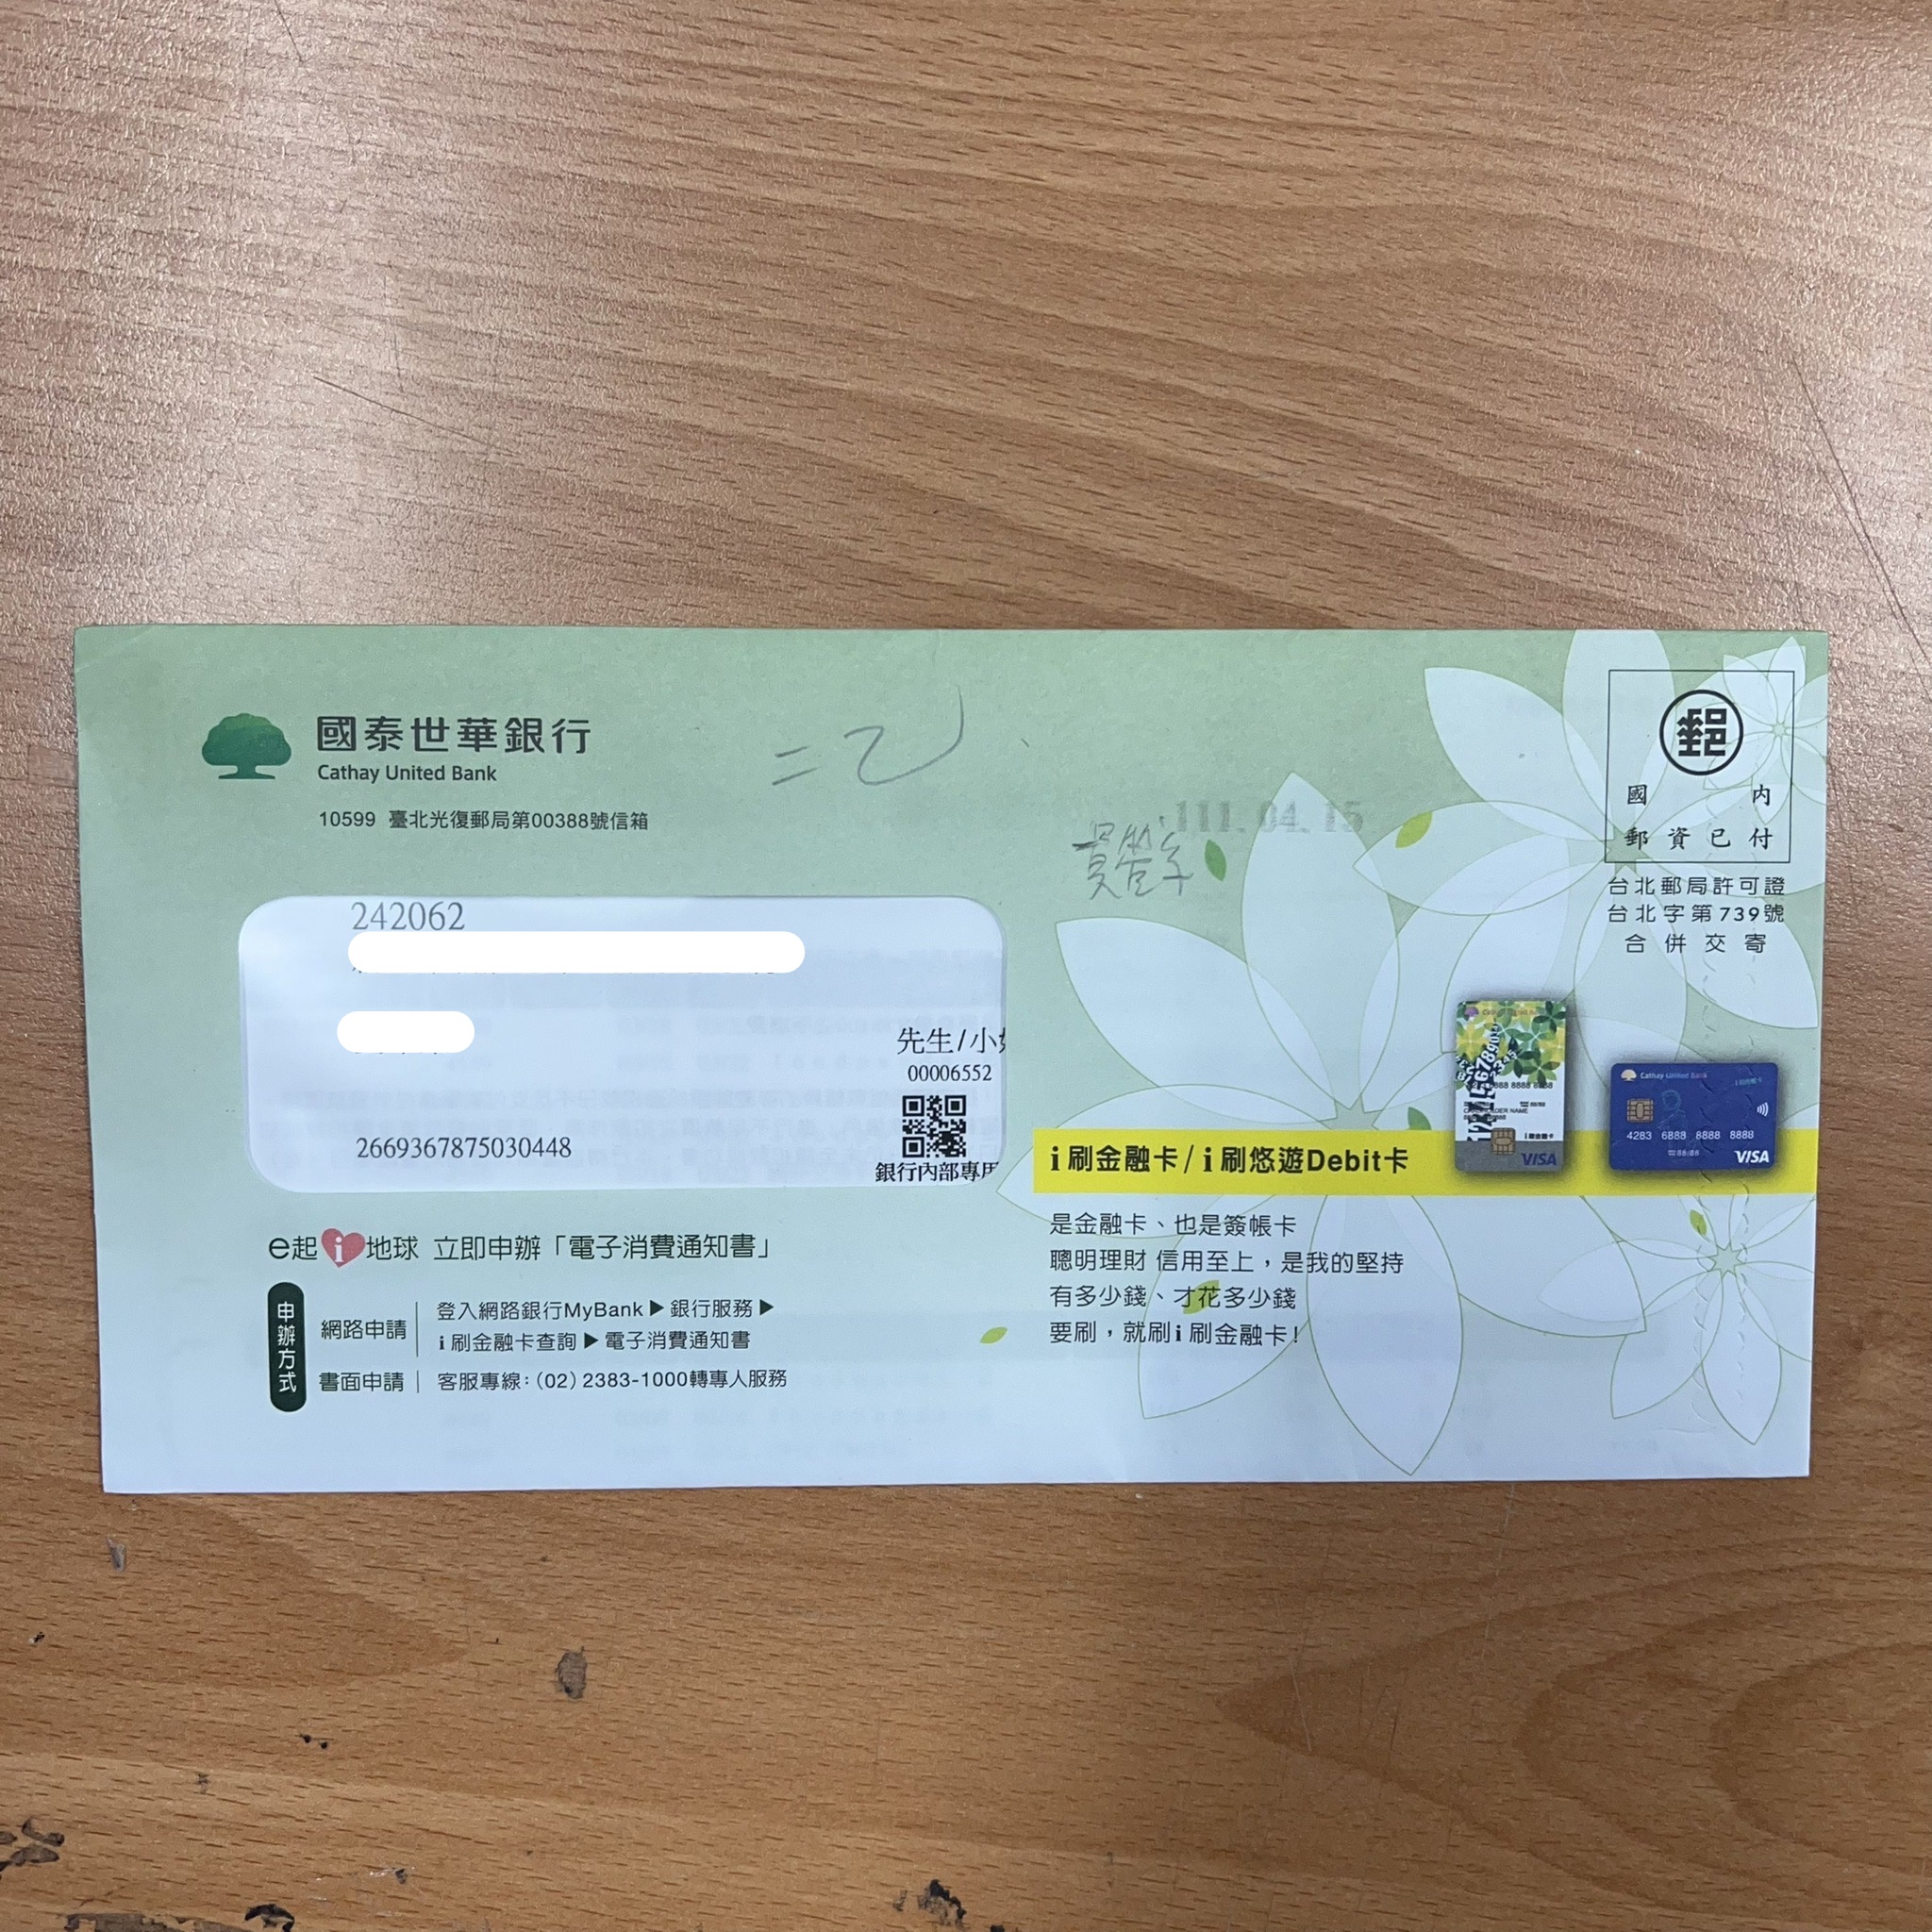 國泰世華銀行
Cathay United Bank
10599 臺北光復郵局第00388號信箱
二乙
111.04.15
郵
國 內
郵資已付
台北郵局許可證
台北字第739號
合併交寄
242062
先生/小
00006552
2669367875030448
銀行內部專用
e起i地球 立即申辦「電子消費通知書」
申辦方式
網路申請
登入網路銀行MyBank▶銀行服務▶
i刷金融卡查詢▶電子消費通知書
書面申請
客服專線:(02)2383-1000轉專人服務
i刷金融卡/i刷悠遊Debit卡
是金融卡、也是簽帳卡
聰明理財 信用至上,是我的堅持
有多少錢、才花多少錢
要刷,就刷i刷金融卡!
VISA
Cathay United Bank
4283 6888 8888 8888
VISA